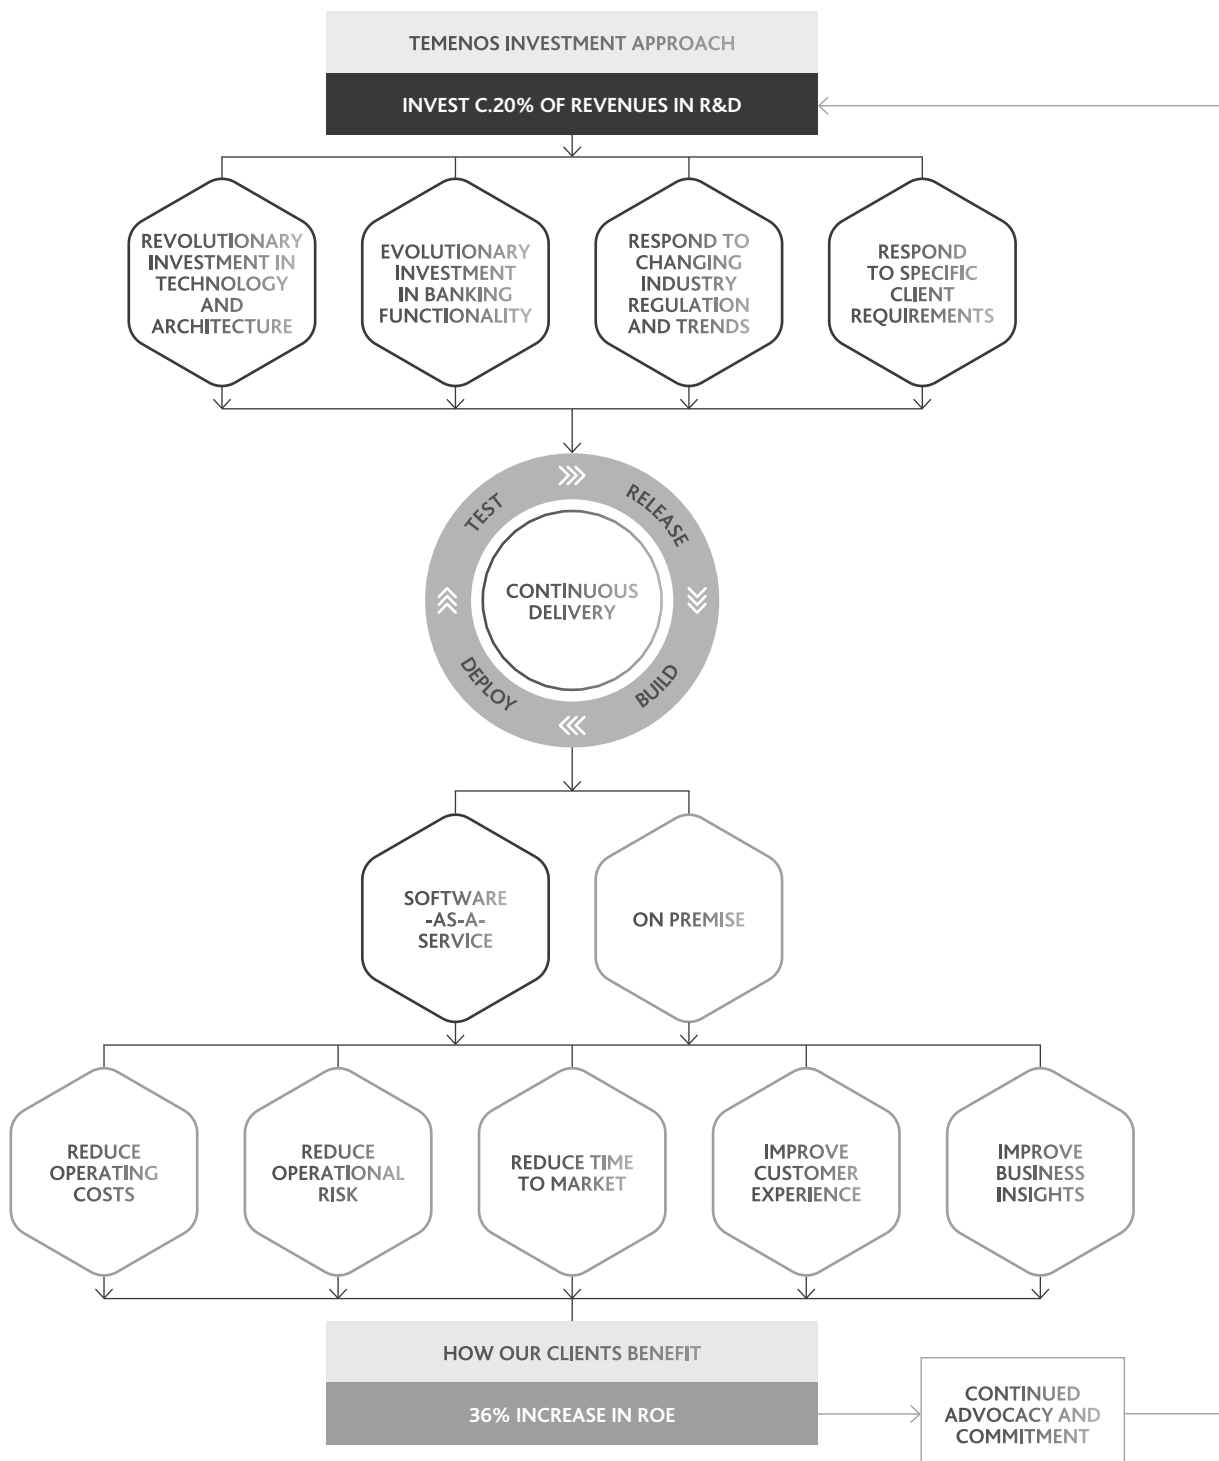 TEMENOS INVESTMENT APPROACH
INVEST C.20% OF REVENUES IN R&D
REVOLUTIONARY
INVESTMENT IN
TECHNOLOGY
AND
ARCHITECTURE
EVOLUTIONARY
INVESTMENT
IN BANKING
FUNCTIONALITY
RESPOND TO
CHANGING
INDUSTRY
REGULATION
AND TRENDS
RESPOND
TO SPECIFIC
CLIENT
REQUIREMENTS
TEST
RELEASE
CONTINUOUS
DELIVERY
DEPLOY
BUILD
SOFTWARE
-AS-A-
SERVICE
ON PREMISE
REDUCE
OPERATING
COSTS
REDUCE
OPERATIONAL
RISK
REDUCE TIME
TO MARKET
IMPROVE
CUSTOMER
EXPERIENCE
IMPROVE
BUSINESS
INSIGHTS
HOW OUR CLIENTS BENEFIT
36% INCREASE IN ROE
CONTINUED
ADVOCACY AND
COMMITMENT